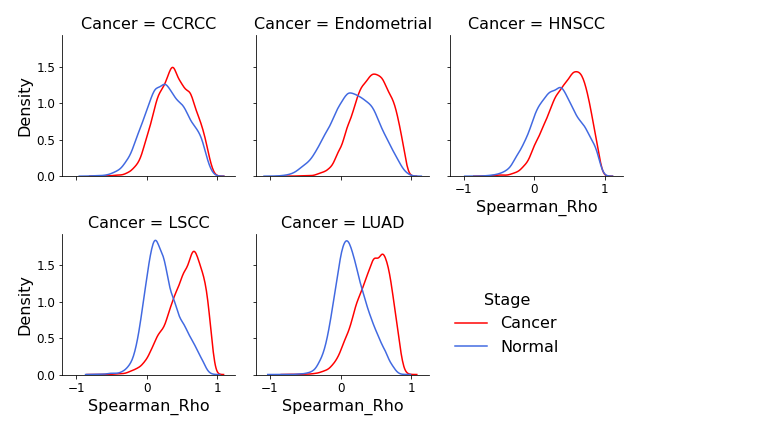 Cancer = CCRCC
Cancer = Endometrial
Cancer = HNSCC
Density
1.5
1.0
0.5
0.0
−1 0 1
Spearman_Rho
Cancer = LSCC
Cancer = LUAD
Density
1.5
1.0
0.5
0.0
−1 0 1
−1 0 1
Spearman_Rho
Spearman_Rho
Stage
Cancer
Normal